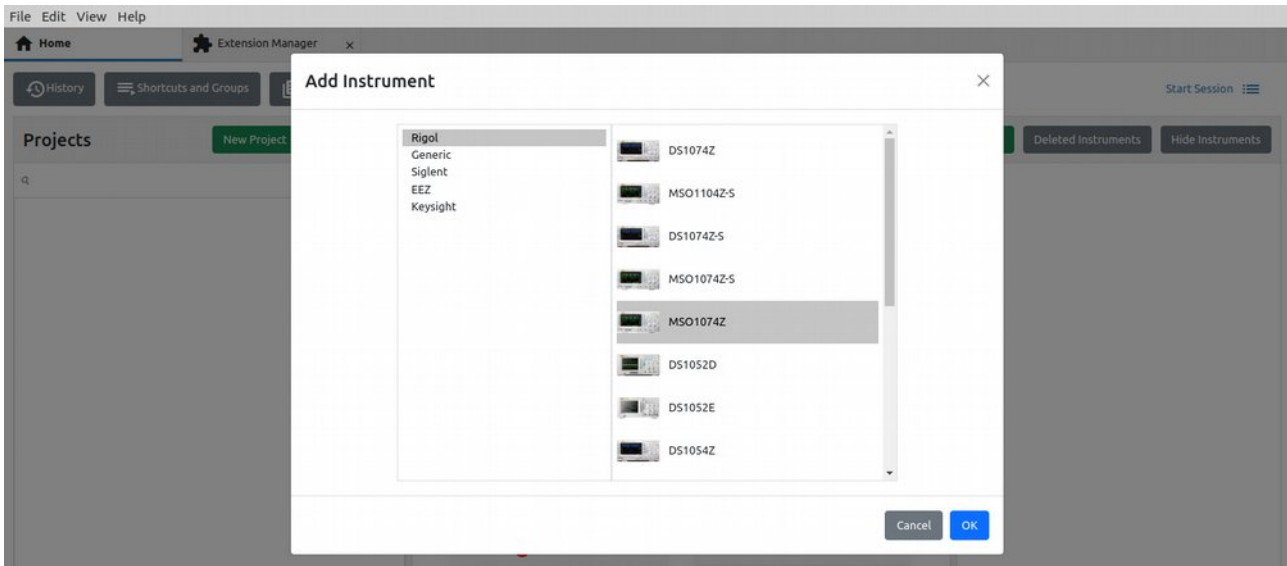 File Edit View Help
Home
Extension Manager
Add Instrument
History
Shortcuts and Groups
Start Session
Projects
New Project
Deleted Instruments
Hide Instruments
Rigol
Generic
Siglent
EEZ
Keysight
DS1074Z
MSO1104Z-S
DS1074Z-S
MSO1074Z-S
MSO1074Z
DS1052D
DS1052E
DS1054Z
Cancel
OK